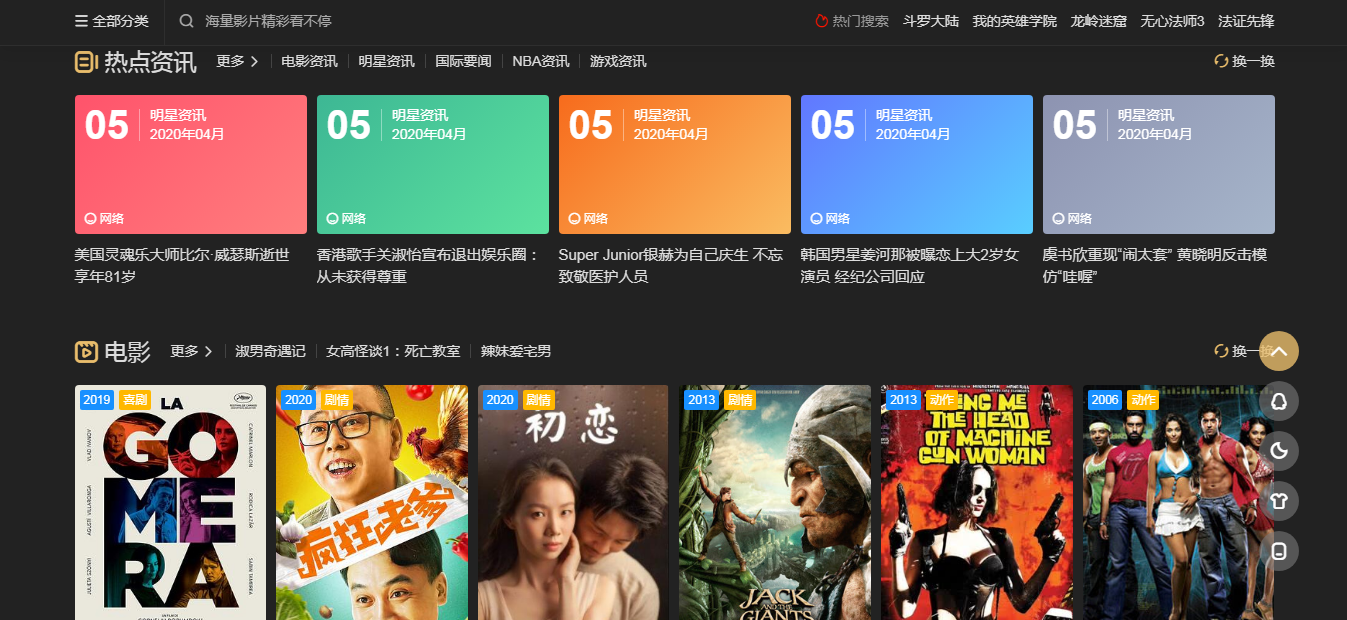 全部分类
海量影片精彩看不停
热门搜索 斗罗大陆 我的英雄学院 龙岭迷窟 无心法师3 法证先锋
热点资讯 更多 电影资讯 明星资讯 国际要闻 NBA资讯 游戏资讯 换一换
05 明星资讯
2020年04月
网络
美国灵魂乐大师比尔·威瑟斯逝世
享年81岁
05 明星资讯
2020年04月
网络
香港歌手关淑怡宣布退出娱乐圈：
从未获得尊重
05 明星资讯
2020年04月
网络
Super Junior银赫为自己庆生 不忘
致敬医护人员
05 明星资讯
2020年04月
网络
韩国男星姜河那被曝恋上大2岁女
演员 经纪公司回应
05 明星资讯
2020年04月
网络
虞书欣重现“闹太套” 黄晓明反击模
仿“哇喔”
电影 更多 淑男奇遇记 女高怪谈1：死亡教室 辣妹爱宅男 换一换
2019 喜剧
LA
GO
ME
RA
2020 剧情
疯狂老爹
2020 剧情
初恋
2013 剧情
JACK
AND THE
GIANTS
2013 动作
ING ME
THE HEAD
OF MACHINE
GUN WOMAN
2006 动作